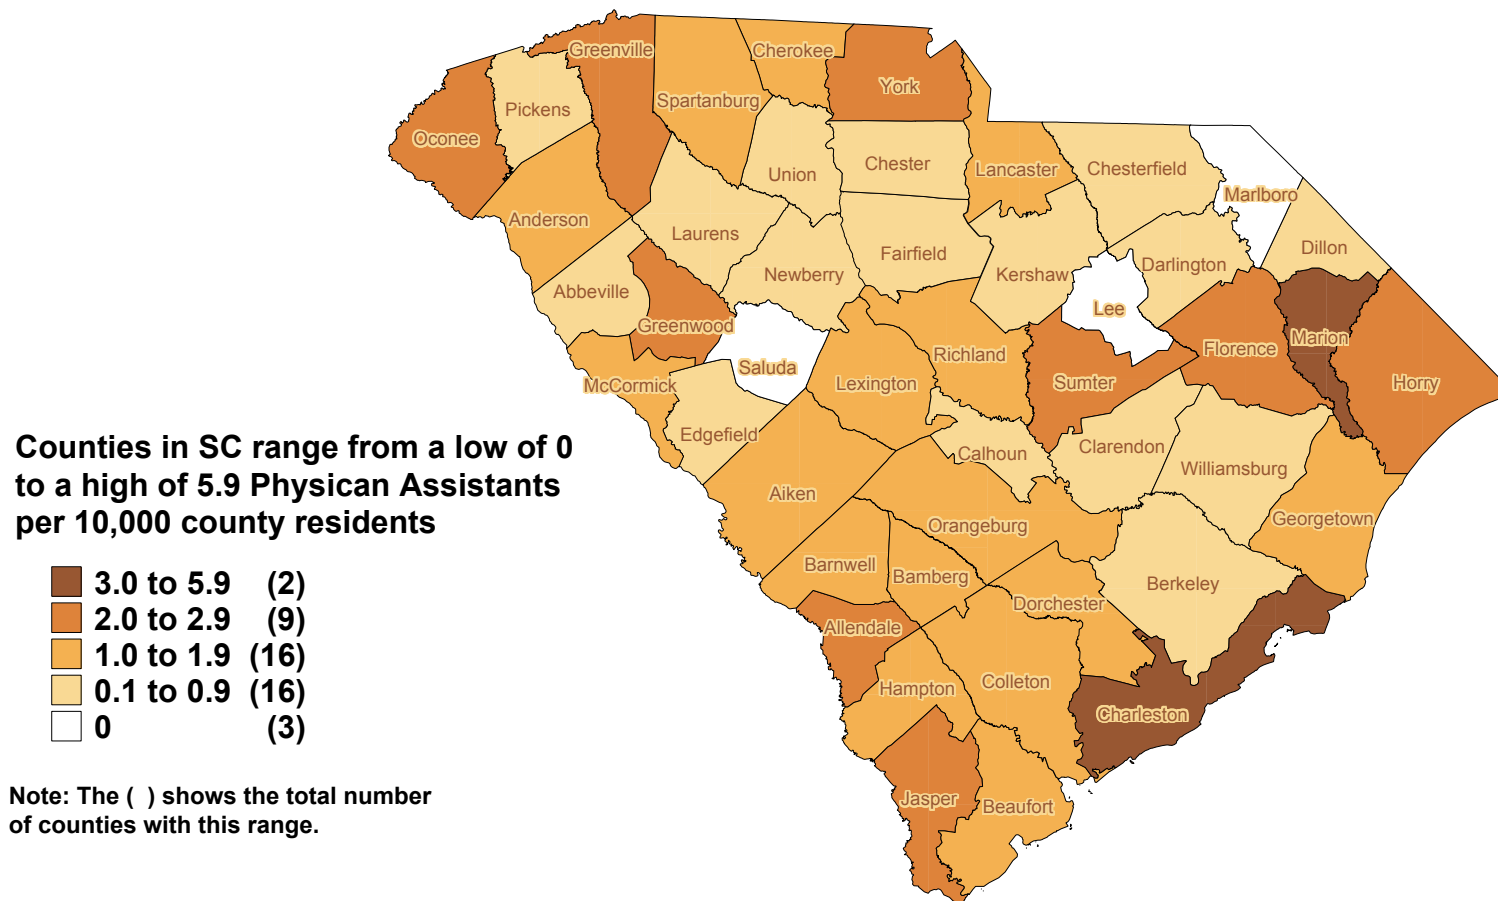 Greenville
Cherokee
York
Spartanburg
Pickens
Oconee
Chester
Lancaster
Chesterfield
Union
Marlboro
Anderson
Laurens
Dillon
Fairfield
Darlington
Newberry
Kershaw
Abbeville
Lee
Greenwood
Marion
Florence
Richland
Saluda
Lexington
Sumter
Horry
McCormick
Edgefield
Clarendon
Calhoun
Williamsburg
Aiken
Georgetown
Orangeburg
Barnwell
Bamberg
Berkeley
Dorchester
Allendale
Colleton
Hampton
Charleston
Jasper
Beaufort
Counties in SC range from a low of 0
to a high of 5.9 Physican Assistants
per 10,000 county residents
3.0 to 5.9 (2)
2.0 to 2.9 (9)
1.0 to 1.9 (16)
0.1 to 0.9 (16)
0 (3)
Note: The ( ) shows the total number
of counties with this range.